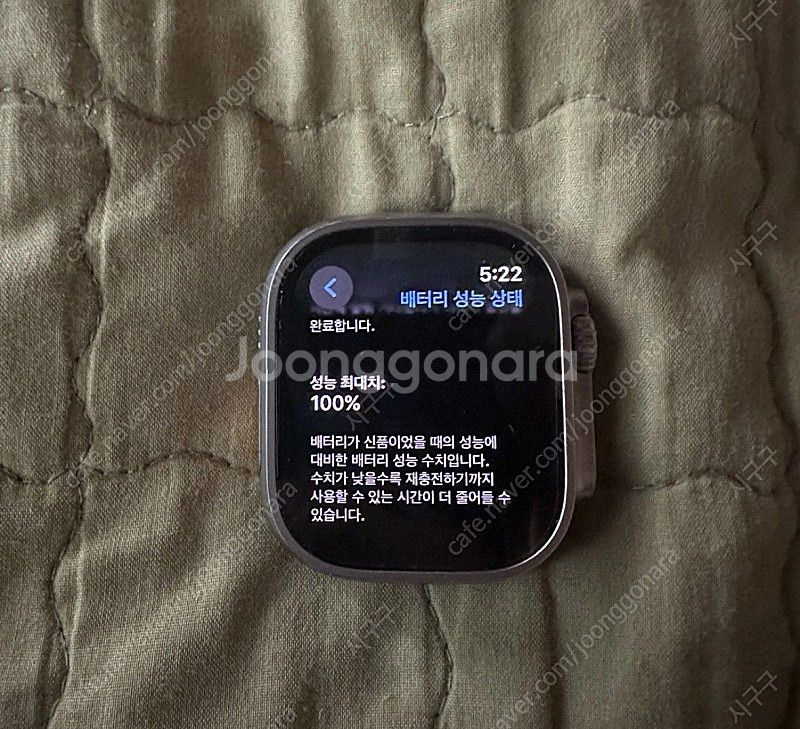 5:22
배터리 성능 상태
완료합니다.
성능 최대치:
100%
배터리가 신품이었을 때의 성능에
대비한 배터리 성능 수치입니다.
수치가 낮을수록 재충전하기까지
사용할 수 있는 시간이 더 줄어들 수
있습니다.
Joonggonara
cafe.naver.com/joonggonara
시구구